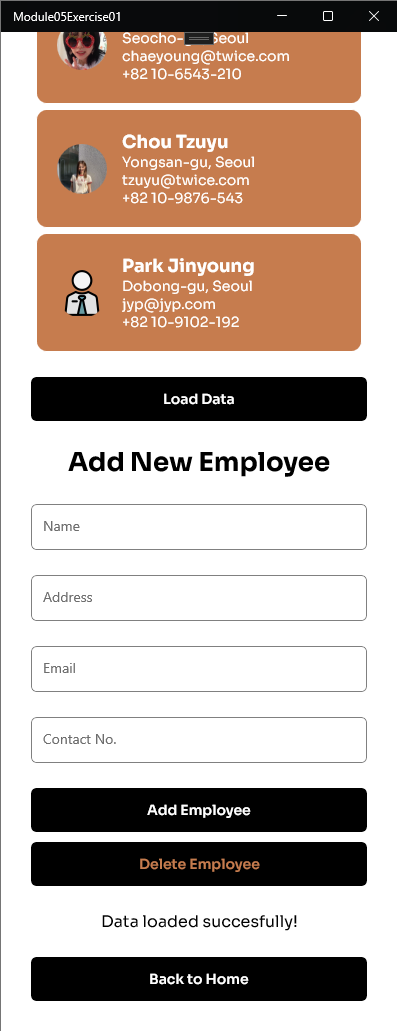 Module05Exercise01
Seocho- Seoul
chaeyoung@twice.com
+82 10-6543-210
Chou Tzuyu
Yongsan-gu, Seoul
tzuyu@twice.com
+82 10-9876-543
Park Jinyoung
Dobong-gu, Seoul
jyp@jyp.com
+82 10-9102-192
Load Data
Add New Employee
Name
Address
Email
Contact No.
Add Employee
Delete Employee
Data loaded succesfully!
Back to Home